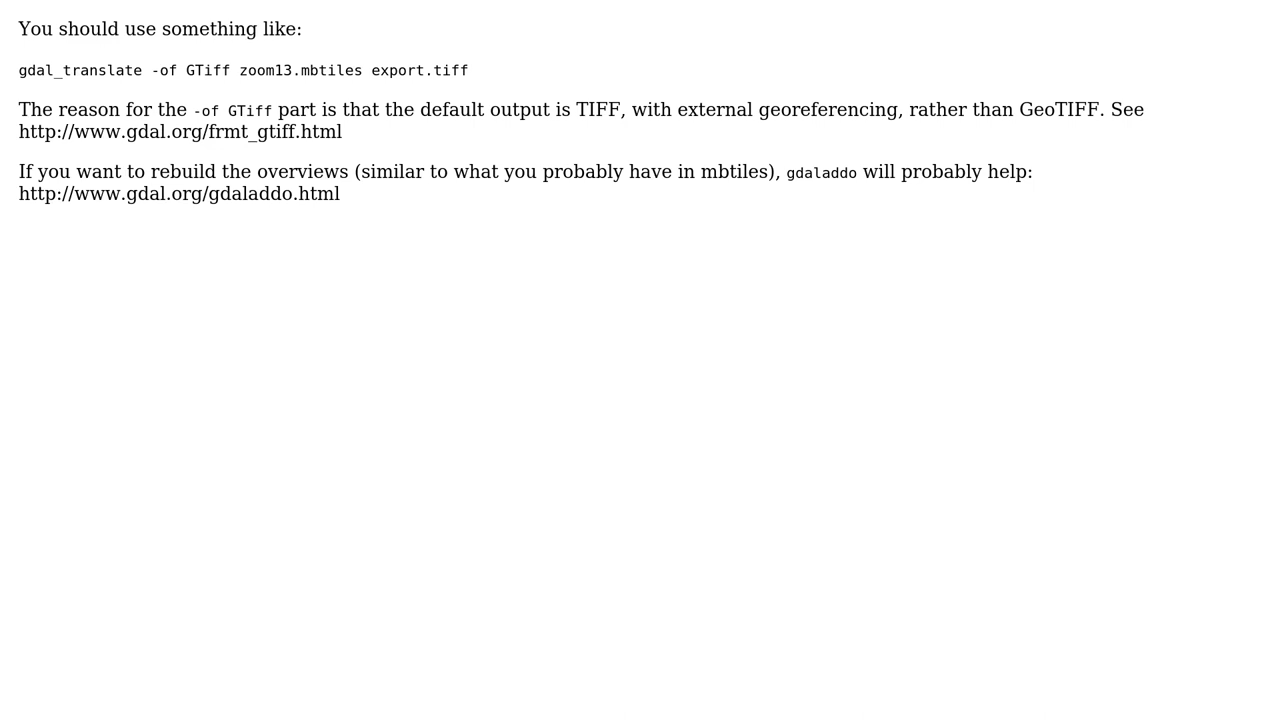 You should use something like:
gdal_translate -of GTiff zoom13.mbtiles export.tiff
The reason for the -of GTiff part is that the default output is TIFF, with external georeferencing, rather than GeoTIFF. See
http://www.gdal.org/frmt_gtiff.html
If you want to rebuild the overviews (similar to what you probably have in mbtiles), gdaladdo will probably help:
http://www.gdal.org/gdaladdo.html